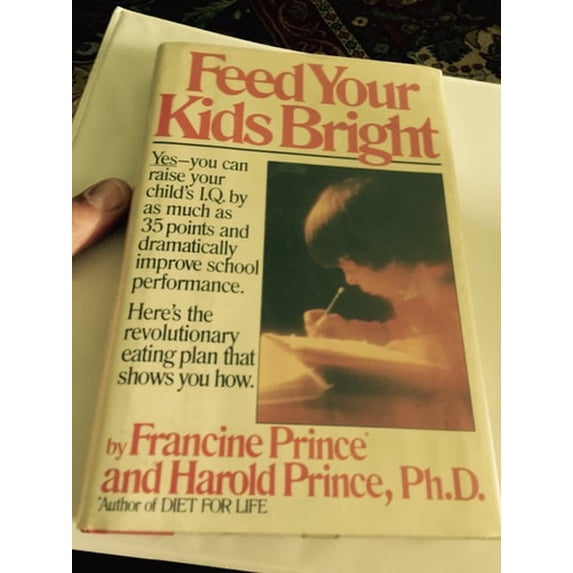 Feed Your
Kids Bright
Yes—you can
raise your
child's I.Q. by
as much as
35 points and
dramatically
improve school
performance.
Here's the
revolutionary
eating plan that
shows you how.
by Francine Prince*
and Harold Prince, Ph.D.
*Author of DIET FOR LIFE